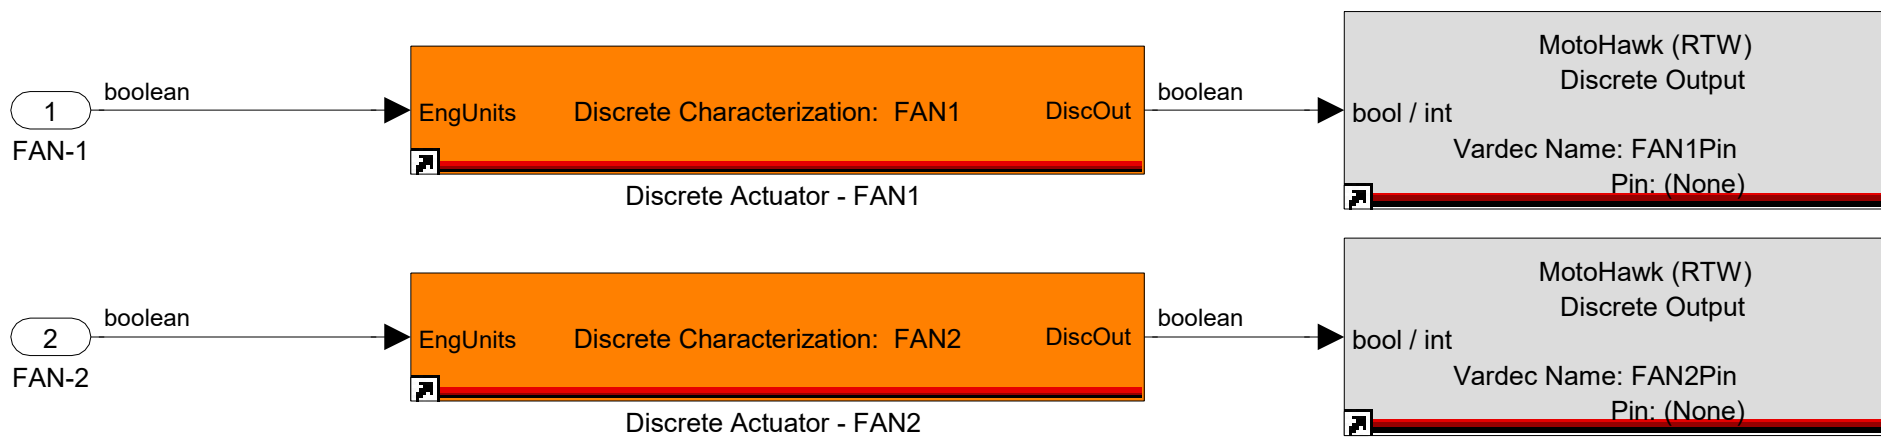 MotoHawk (RTW)
Discrete Output
boolean
boolean
1
EngUnits
Discrete Characterization: FAN1
DiscOut
bool / int
FAN-1
Vardec Name: FAN1Pin
Pin: (None)
Discrete Actuator - FAN1
MotoHawk (RTW)
Discrete Output
boolean
boolean
2
EngUnits
Discrete Characterization: FAN2
DiscOut
bool / int
FAN-2
Vardec Name: FAN2Pin
Pin: (None)
Discrete Actuator - FAN2